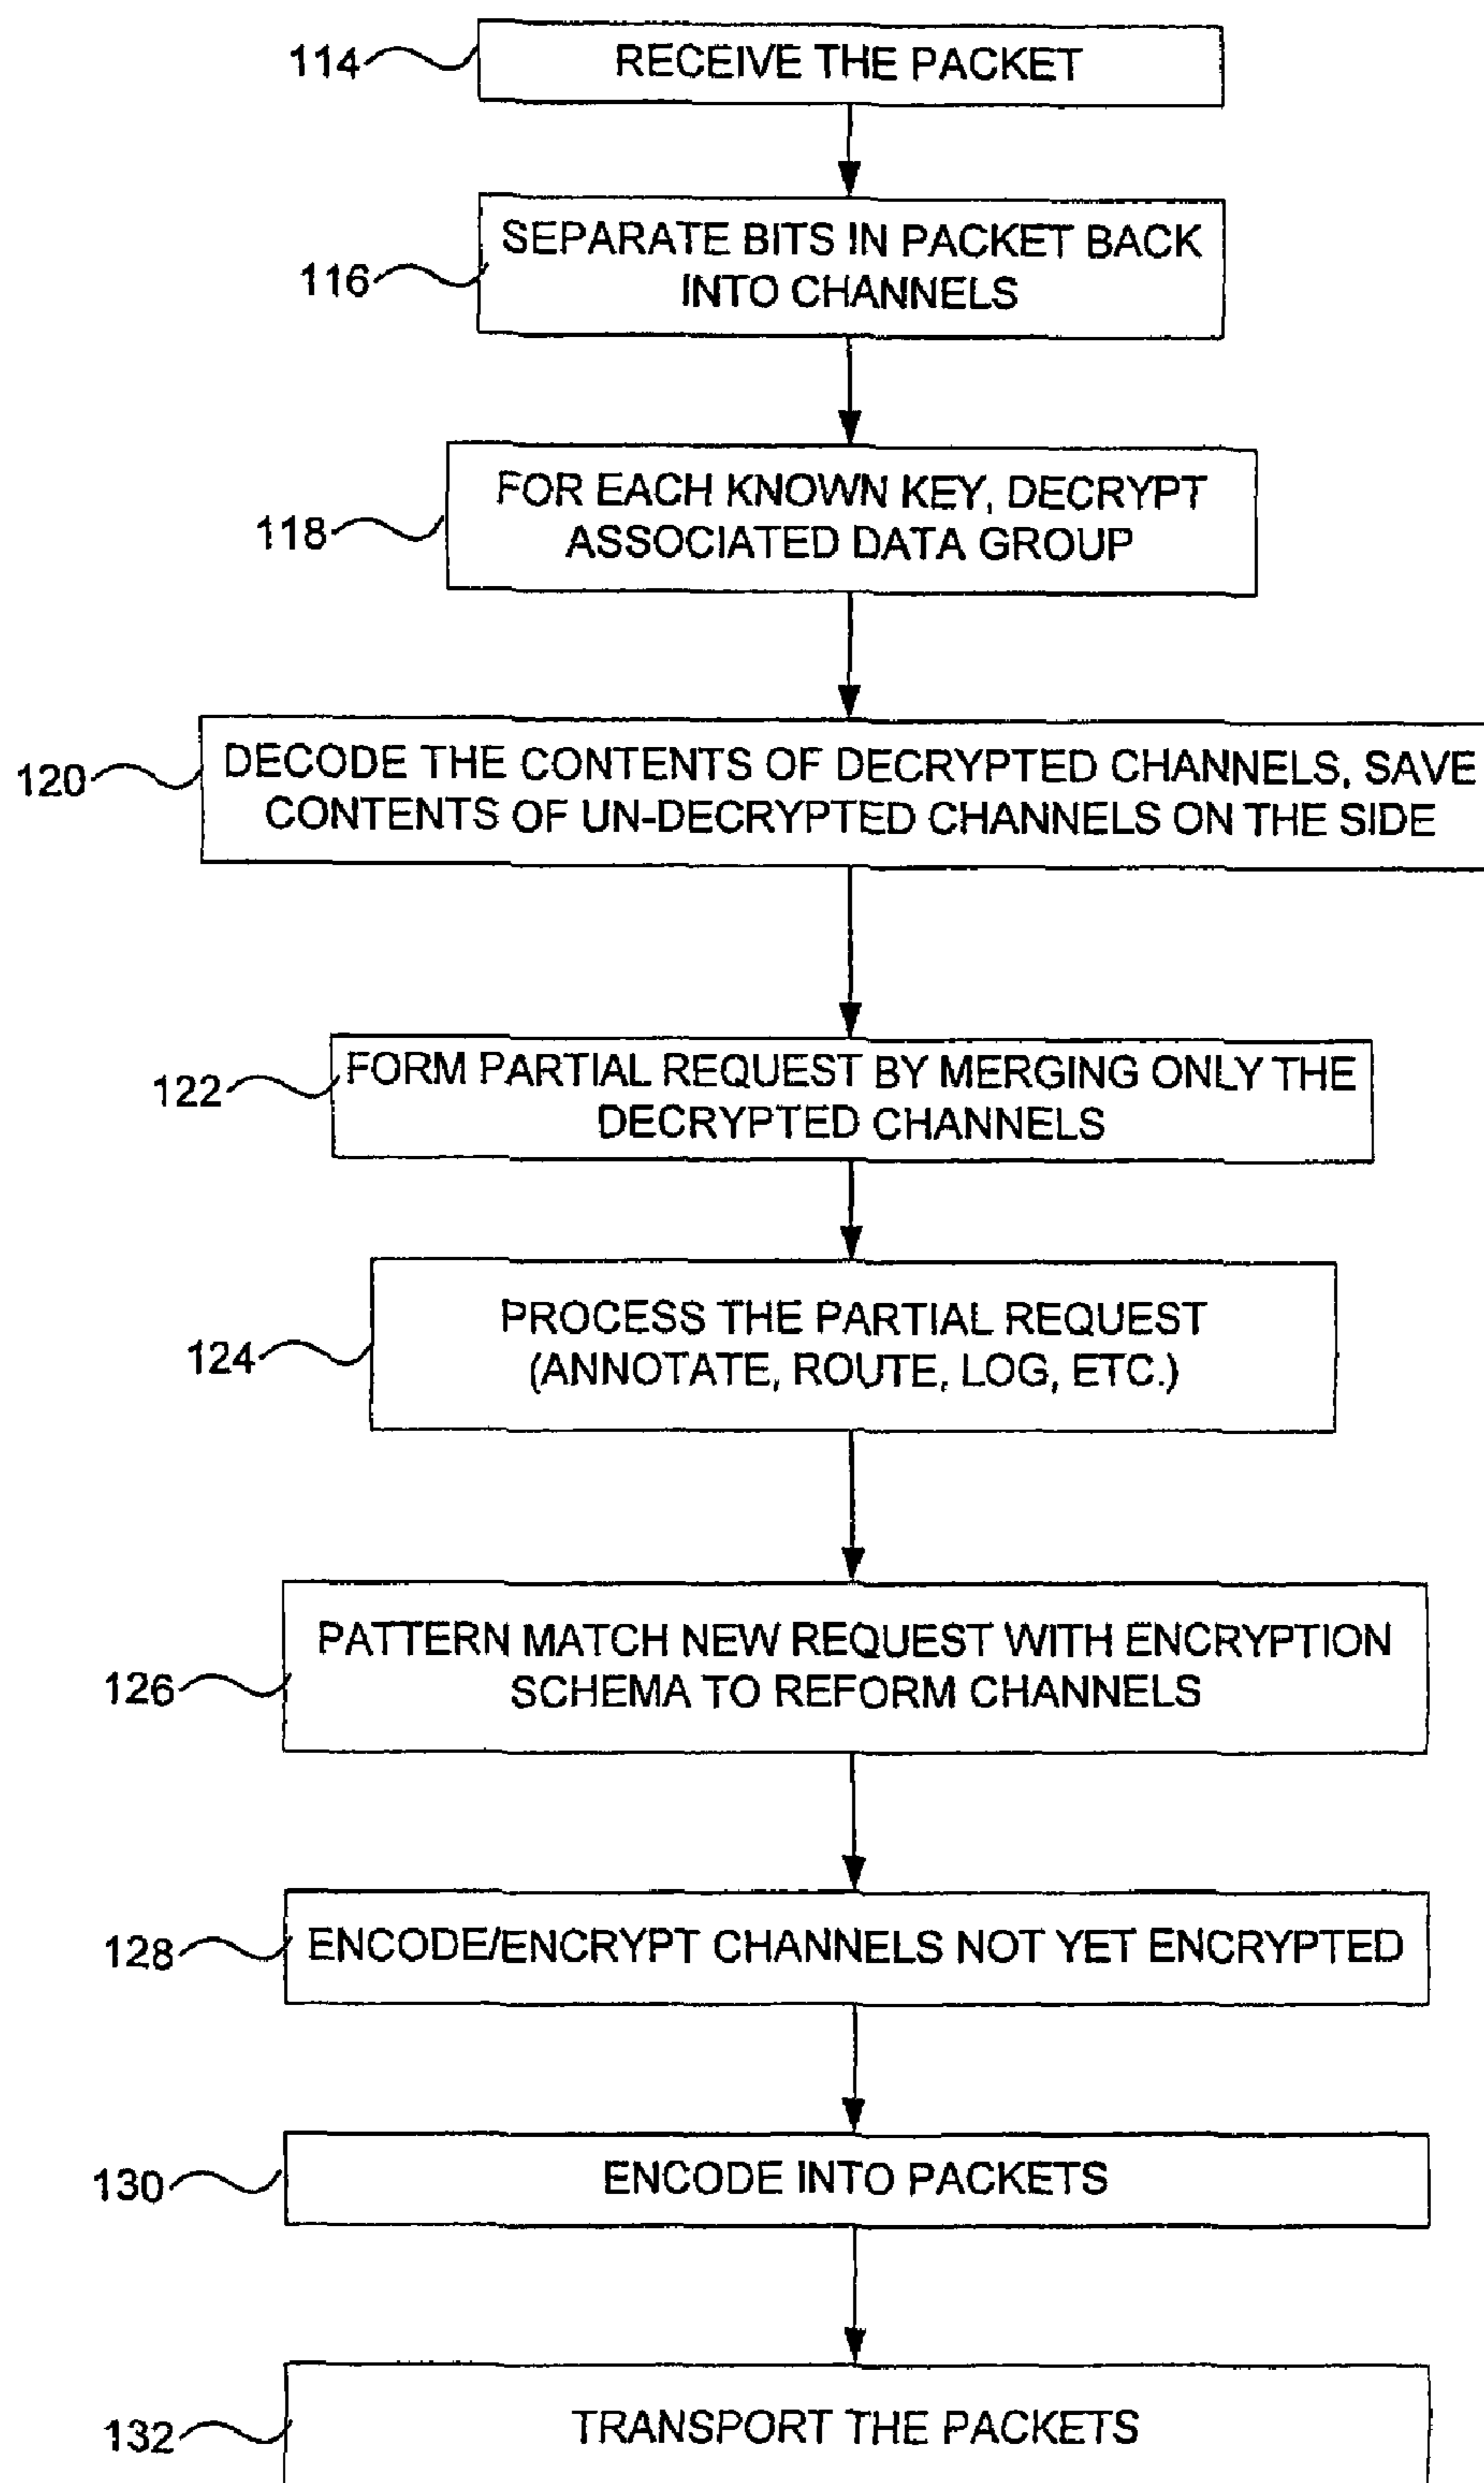 114
RECEIVE THE PACKET
116
SEPARATE BITS IN PACKET BACK
INTO CHANNELS
118
FOR EACH KNOWN KEY, DECRYPT
ASSOCIATED DATA GROUP
120
DECODE THE CONTENTS OF DECRYPTED CHANNELS, SAVE
CONTENTS OF UN-DECRYPTED CHANNELS ON THE SIDE
122
FORM PARTIAL REQUEST BY MERGING ONLY THE
DECRYPTED CHANNELS
124
PROCESS THE PARTIAL REQUEST
(ANNOTATE, ROUTE, LOG, ETC.)
126
PATTERN MATCH NEW REQUEST WITH ENCRYPTION
SCHEMA TO REFORM CHANNELS
128
ENCODE/ENCRYPT CHANNELS NOT YET ENCRYPTED
130
ENCODE INTO PACKETS
132
TRANSPORT THE PACKETS